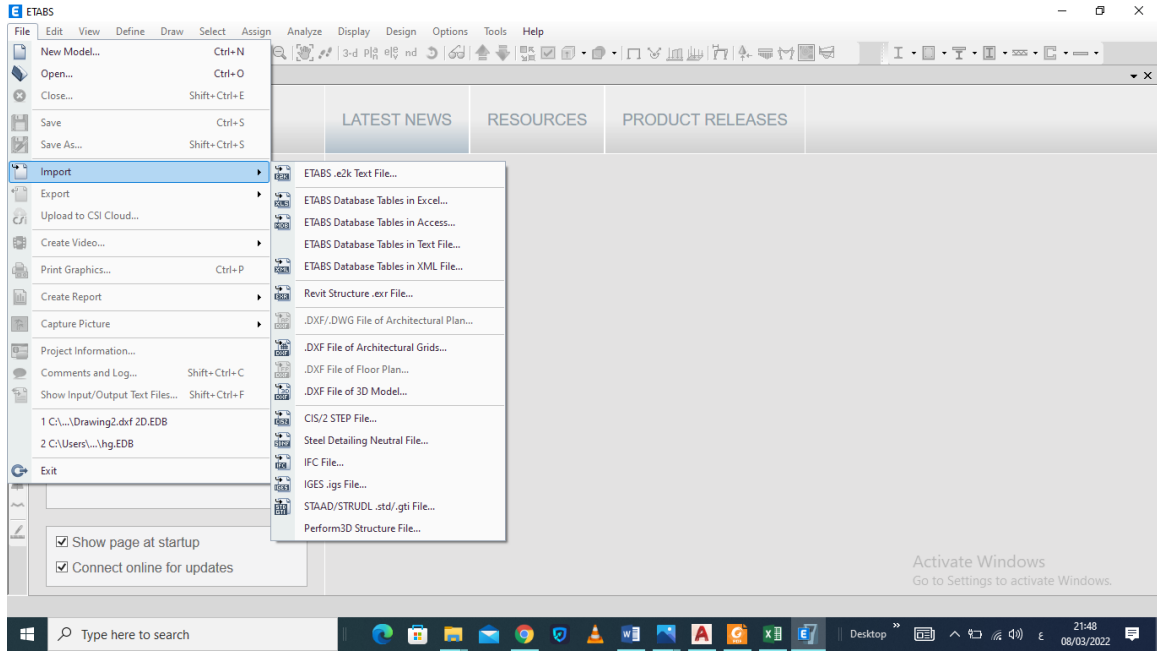 ETABS
File Edit View Define Draw Select Assign Analyze Display Design Options Tools Help
New Model... Ctrl+N
Open... Ctrl+O
Close... Shift+Ctrl+E
Save Ctrl+S
Save As... Shift+Ctrl+S
Import
Export
Upload to CSI Cloud...
Create Video...
Print Graphics... Ctrl+P
Create Report
Capture Picture
Project Information...
Comments and Log... Shift+Ctrl+C
Show Input/Output Text Files... Shift+Ctrl+F
1 C:\...\Drawing2.dxf 2D.EDB
2 C:\Users\...\hg.EDB
Exit
3-d nd
LATEST NEWS RESOURCES PRODUCT RELEASES
ETABS .e2k Text File...
ETABS Database Tables in Excel...
ETABS Database Tables in Access...
ETABS Database Tables in Text File...
ETABS Database Tables in XML File...
Revit Structure .exr File...
.DXF/.DWG File of Architectural Plan...
.DXF File of Architectural Grids...
.DXF File of Floor Plan...
.DXF File of 3D Model...
CIS/2 STEP File...
Steel Detailing Neutral File...
IFC File...
IGES .igs File...
STAAD/STRUDL .std/.gti File...
Perform3D Structure File...
Show page at startup
Connect online for updates
Activate Windows
Go to Settings to activate Windows.
Type here to search
Desktop
ع
21:48
08/03/2022